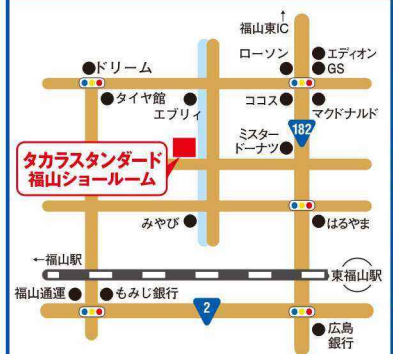 福山東IC
ローソン
エディオン
GS
ドリーム
タイヤ館
エブリィ
ココス
マクドナルド
182
ミスター
ドーナツ
タカラスタンダード
福山ショールーム
みやび
はるやま
←福山駅
東福山駅
福山通運
もみじ銀行
2
広島
銀行